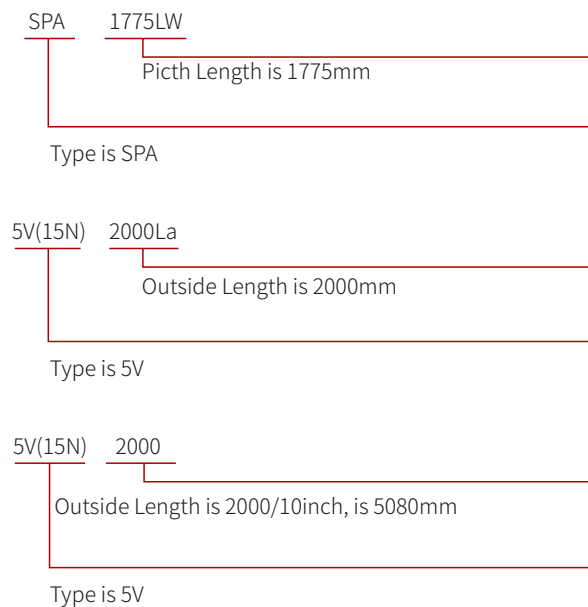 SPA 1775LW
Picth Length is 1775mm
Type is SPA
5V(15N) 2000La
Outside Length is 2000mm
Type is 5V
5V(15N) 2000
Outside Length is 2000/10inch, is 5080mm
Type is 5V